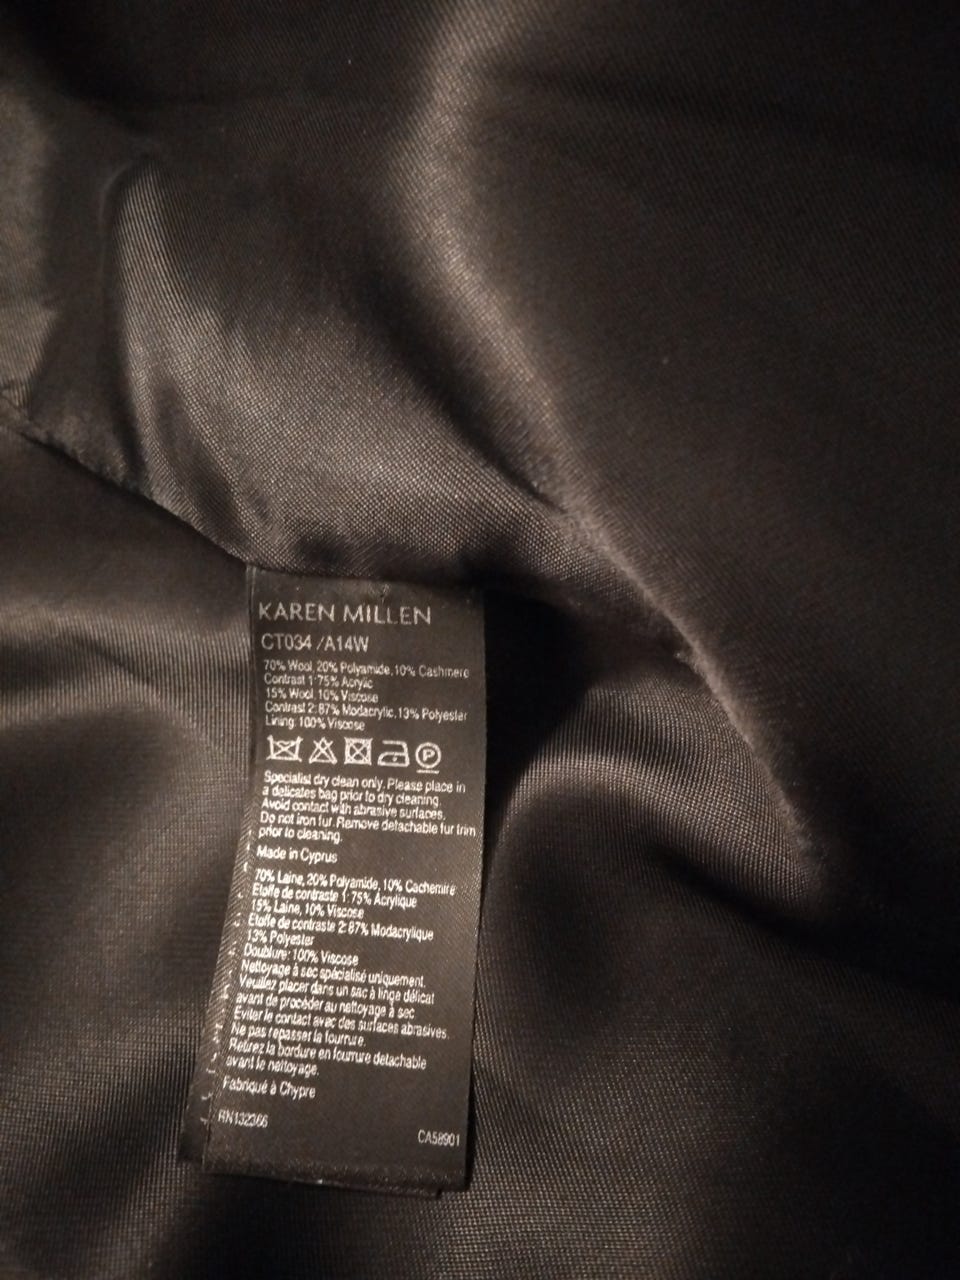 KAREN MILLEN
CT034 /A14W
70% Wool, 20% Polyamide, 10% Cashmere
Contrast 1:75% Acrylic
15% Wool, 10% Viscose
Contrast 2: 87% Modacrylic, 13% Polyester
Lining: 100% Viscose
P
Specialist dry clean only. Please place in
a delicates bag prior to dry cleaning.
Avoid contact with abrasive surfaces.
Do not iron fur. Remove detachable fur trim
prior to cleaning.
Made in Cyprus
70% Laine, 20% Polyamide, 10% Cachemire
Etoffe de contraste 1: 75% Acrylique
15% Laine, 10% Viscose
Etoffe de contraste 2: 87% Modacrylique
13% Polyester
Doublure: 100% Viscose
Nettoyage à sec spécialisé uniquement.
Veuillez placer dans un sac à linge délicat
avant de procéder au nettoyage à sec
Eviter le contact avec des surfaces abrasives.
Ne pas repasser la fourrure.
Retirez la bordure en fourrure detachable
avant le nettoyage.
Fabriqué à Chypre
RN132366
CA58901